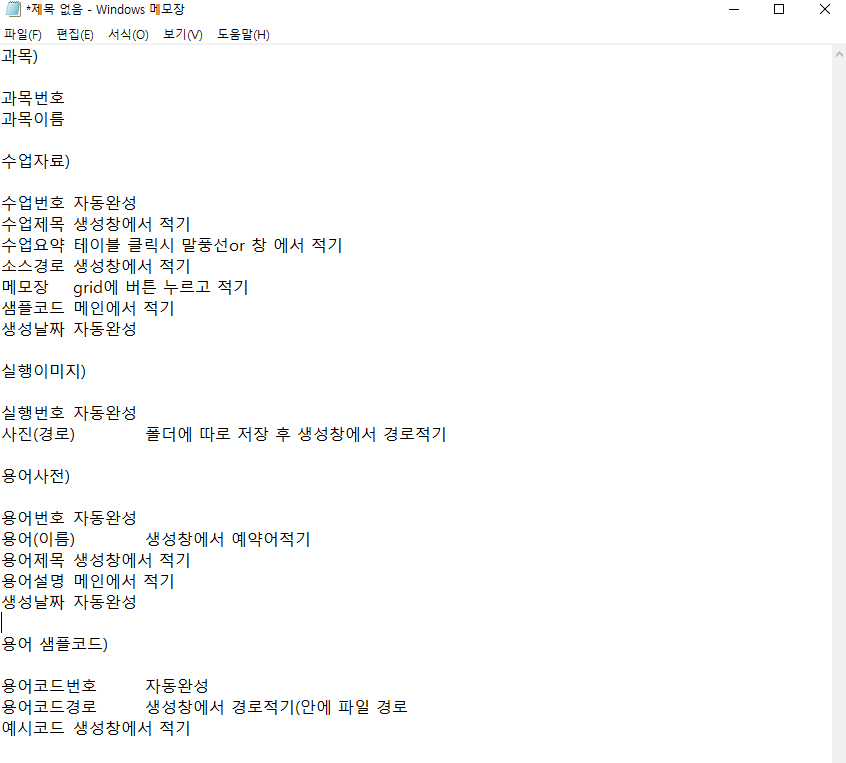 *제목 없음 - Windows 메모장
파일(F) 편집(E) 서식(O) 보기(V) 도움말(H)
과목)
과목번호
과목이름
수업자료)
수업번호 자동완성
수업제목 생성창에서 적기
수업요약 테이블 클릭시 말풍선or 창 에서 적기
소스경로 생성창에서 적기
메모장 grid에 버튼 누르고 적기
샘플코드 메인에서 적기
생성날짜 자동완성
실행이미지)
실행번호 자동완성
사진(경로) 폴더에 따로 저장 후 생성창에서 경로적기
용어사전)
용어번호 자동완성
용어(이름) 생성창에서 예약어적기
용어제목 생성창에서 적기
용어설명 메인에서 적기
생성날짜 자동완성
용어 샘플코드)
용어코드번호 자동완성
용어코드경로 생성창에서 경로적기(안에 파일 경로
예시코드 생성창에서 적기